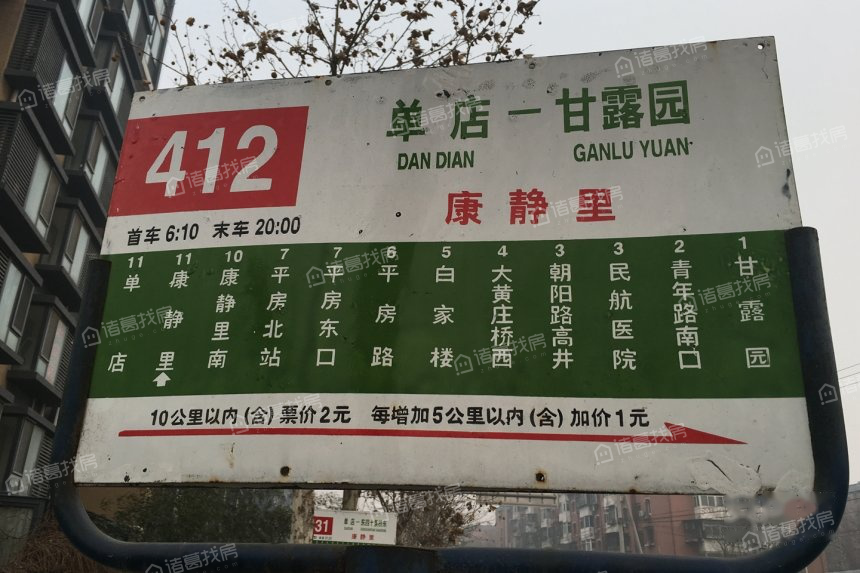 412
单店－甘露园
DAN DIAN GANLU YUAN
康静里
首车 6:10 末车 20:00
11 单店
11 康静里
10 康静里南
7 平房北站
7 平房东口
6 平房路
5 白家楼
4 大黄庄桥西
3 朝阳路高井
3 民航医院
2 青年路南口
1 甘露园
10公里以内(含)票价2元 每增加5公里以内(含)加价1元
31
康静里
诸葛找房